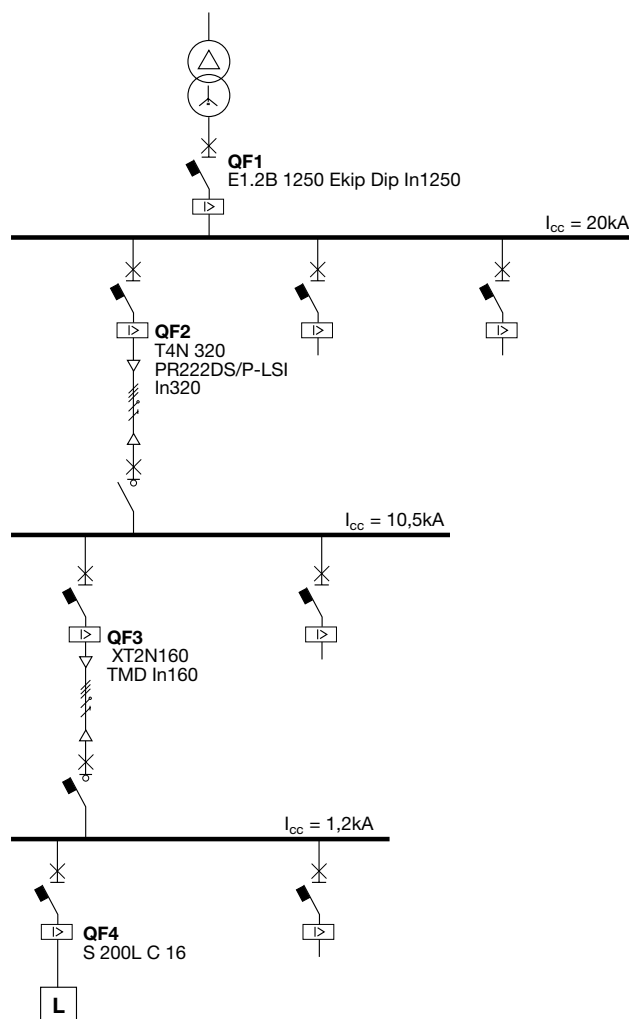 QF1
E1.2B 1250 Ekip Dip In1250
I>
Icc = 20kA
I> QF2 I> I>
T4N 320
PR222DS/P-LSI
In320
Icc = 10,5kA
I> QF3 I>
XT2N160
TMD In160
Icc = 1,2kA
I> QF4 I>
S 200L C 16
L